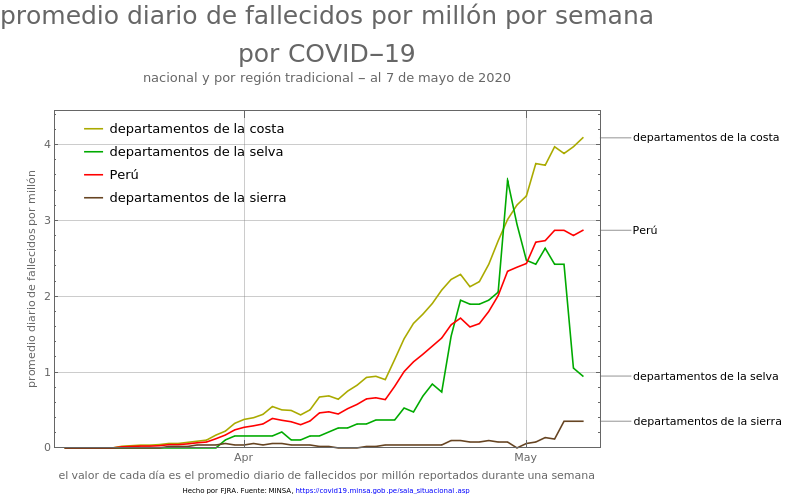 promedio diario de fallecidos por millón por semana
por COVID−19
nacional y por región tradicional − al 7 de mayo de 2020
departamentos de la costa
departamentos de la selva
Perú
departamentos de la sierra
promedio diario de fallecidos por millón
4
3
2
1
0
Apr
May
departamentos de la costa
Perú
departamentos de la selva
departamentos de la sierra
el valor de cada día es el promedio diario de fallecidos por millón reportados durante una semana
Hecho por FJRA. Fuente: MINSA, https://covid19.minsa.gob.pe/sala_situacional.asp